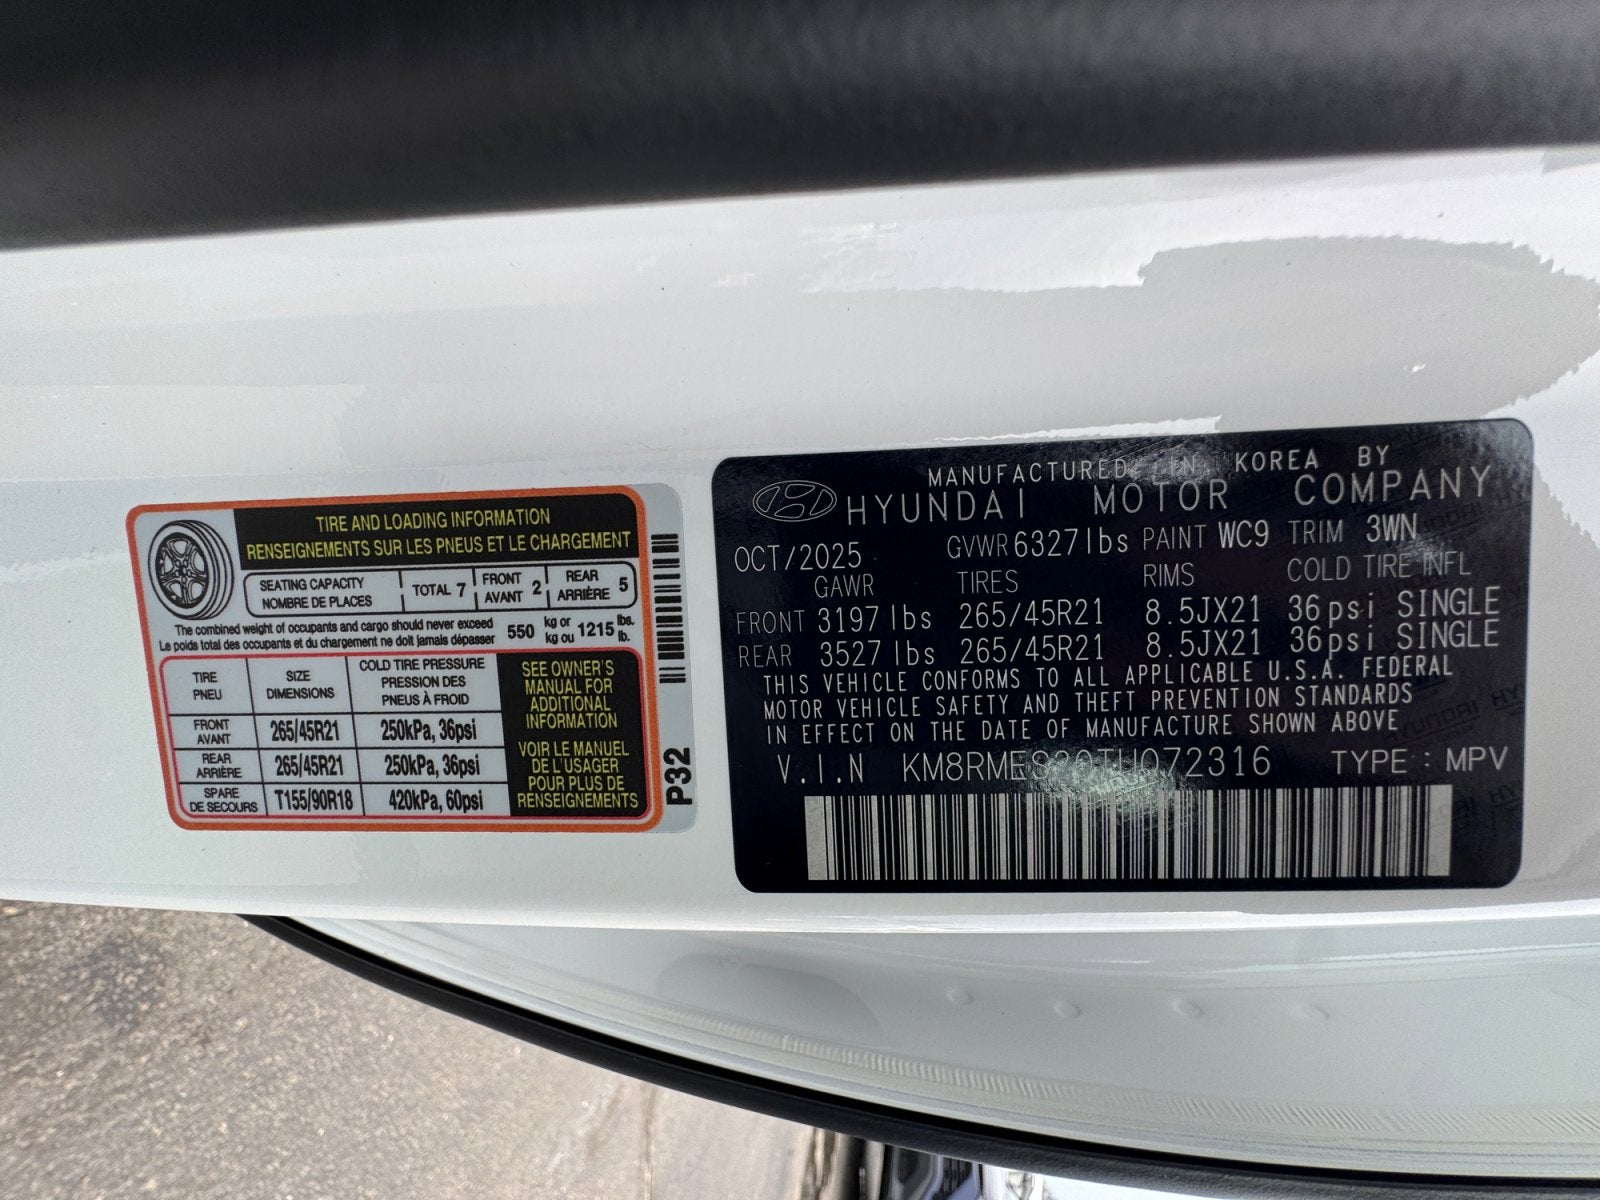 TIRE AND LOADING INFORMATION
RENSEIGNEMENTS SUR LES PNEUS ET LE CHARGEMENT
SEATING CAPACITY
NOMBRE DE PLACES
TOTAL 7
FRONT
AVANT 2
REAR
ARRIÈRE 5
The combined weight of occupants and cargo should never exceed
Le poids total des occupants et du chargement ne doit jamais dépasser
550 kg or
kg ou 1215 lbs.
lb.
TIRE
PNEU
SIZE
DIMENSIONS
COLD TIRE PRESSURE
PRESSION DES
PNEUS À FROID
FRONT
AVANT
265/45R21
250kPa, 36psi
REAR
ARRIÈRE
265/45R21
250kPa, 36psi
SPARE
DE SECOURS
T155/90R18
420kPa, 60psi
SEE OWNER'S
MANUAL FOR
ADDITIONAL
INFORMATION
VOIR LE MANUEL
DE L'USAGER
POUR PLUS DE
RENSEIGNEMENTS
P32
MANUFACTURED IN KOREA BY
HYUNDAI MOTOR COMPANY
OCT/2025 GVWR 6327lbs PAINT WC9 TRIM 3WN
GAWR TIRES RIMS COLD TIRE INFL
FRONT 3197lbs 265/45R21 8.5JX21 36psi SINGLE
REAR 3527lbs 265/45R21 8.5JX21 36psi SINGLE
THIS VEHICLE CONFORMS TO ALL APPLICABLE U.S.A. FEDERAL
MOTOR VEHICLE SAFETY AND THEFT PREVENTION STANDARDS
IN EFFECT ON THE DATE OF MANUFACTURE SHOWN ABOVE
V.I.N TYPE : MPV